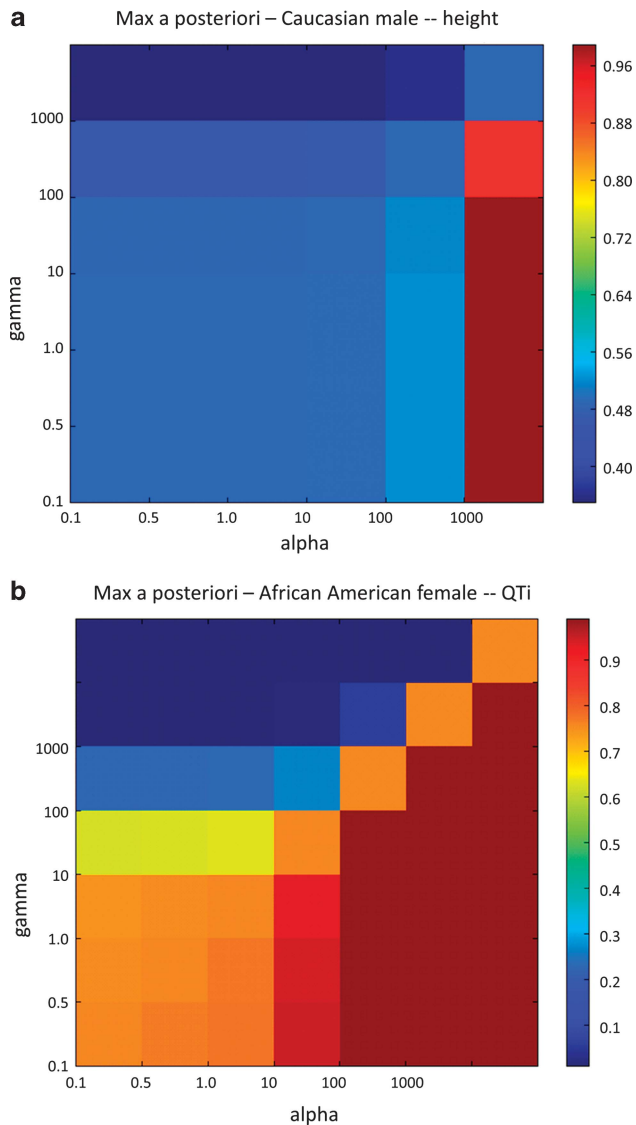 a
Max a posteriori – Caucasian male -- height
1000
100
10
1.0
0.5
0.1
gamma
0.1 0.5 1.0 10 100 1000
alpha
0.96
0.88
0.80
0.72
0.64
0.56
0.48
0.40
b
Max a posteriori – African American female -- QTi
1000
100
10
1.0
0.5
0.1
gamma
0.1 0.5 1.0 10 100 1000
alpha
0.9
0.8
0.7
0.6
0.5
0.4
0.3
0.2
0.1